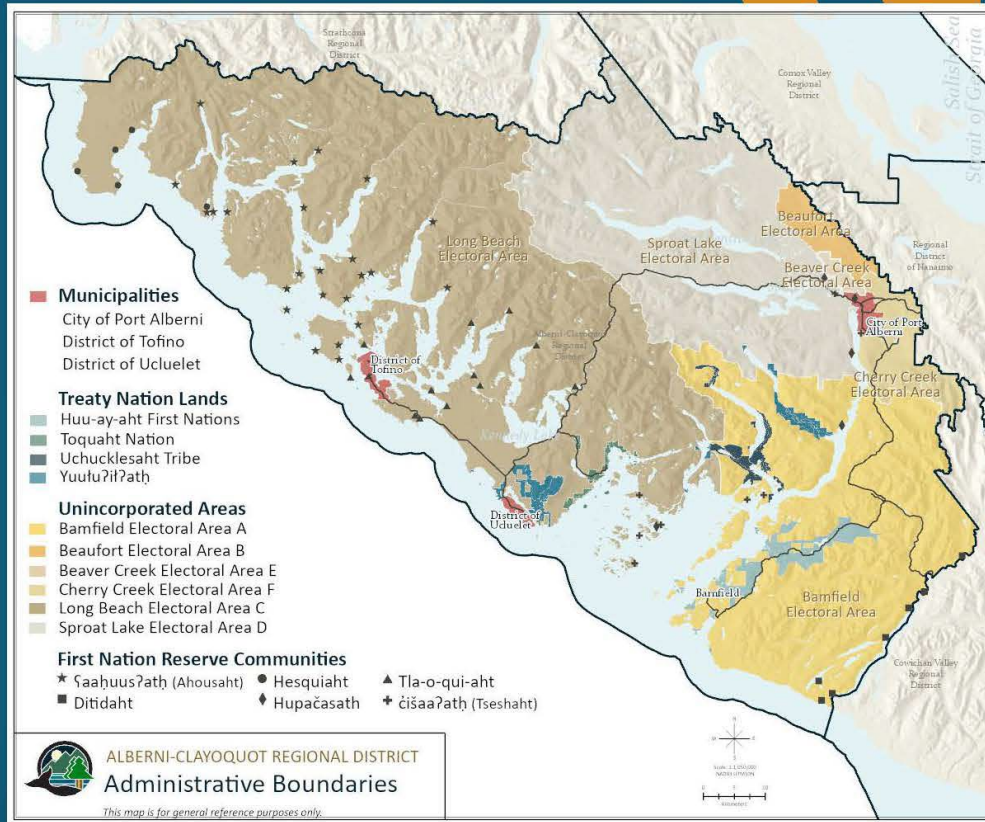 Strathcona
Regional
District
Comox Valley
Regional
District
Salish Sea
Strait of Georgia
Long Beach
Electoral Area
Sproat Lake
Electoral Area
Beaufort
Electoral Area
Beaver Creek
Electoral Area
Regional
District
of Nanaimo
City of Port
Alberni
Cherry Creek
Electoral Area
Alberni-Clayoquot
Regional
District
District of
Tofino
District of
Ucluelet
Bamfield
Bamfield
Electoral Area
Cowichan Valley
Regional
District
Municipalities
City of Port Alberni
District of Tofino
District of Ucluelet
Treaty Nation Lands
Huu-ay-aht First Nations
Toquaht Nation
Uchucklesaht Tribe
Yuułuʔiłʔatḥ
Unincorporated Areas
Bamfield Electoral Area A
Beaufort Electoral Area B
Beaver Creek Electoral Area E
Cherry Creek Electoral Area F
Long Beach Electoral Area C
Sproat Lake Electoral Area D
First Nation Reserve Communities
ʕaaḥuusʔatḥ (Ahousaht)
Hesquiaht
Tla-o-qui-aht
Ditidaht
Hupačasath
c̓išaaʔatḥ (Tseshaht)
ALBERNI-CLAYOQUOT REGIONAL DISTRICT
Administrative Boundaries
This map is for general reference purposes only.